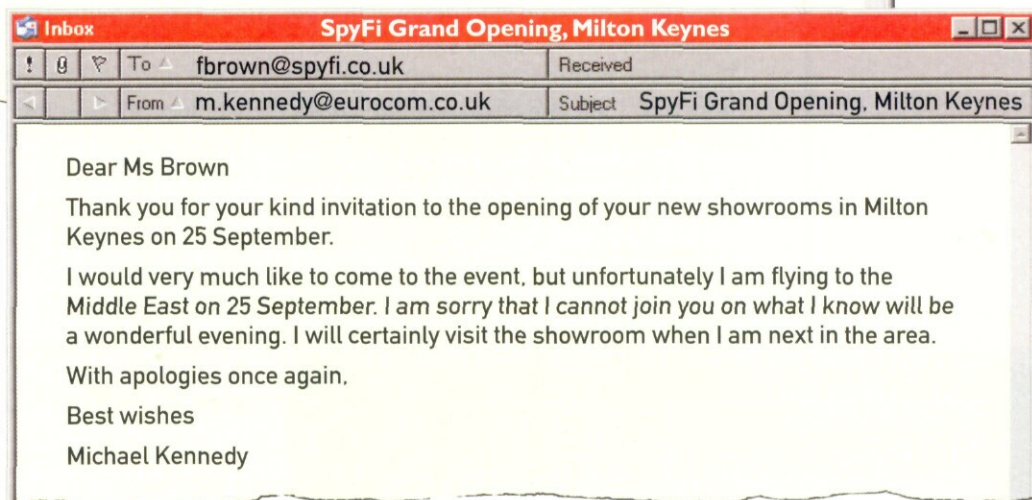 Inbox SpyFi Grand Opening, Milton Keynes
! To fbrown@spyfi.co.uk Received
From m.kennedy@eurocom.co.uk Subject SpyFi Grand Opening, Milton Keynes
Dear Ms Brown
Thank you for your kind invitation to the opening of your new showrooms in Milton
Keynes on 25 September.
I would very much like to come to the event, but unfortunately I am flying to the
Middle East on 25 September. I am sorry that I cannot join you on what I know will be
a wonderful evening. I will certainly visit the showroom when I am next in the area.
With apologies once again,
Best wishes
Michael Kennedy